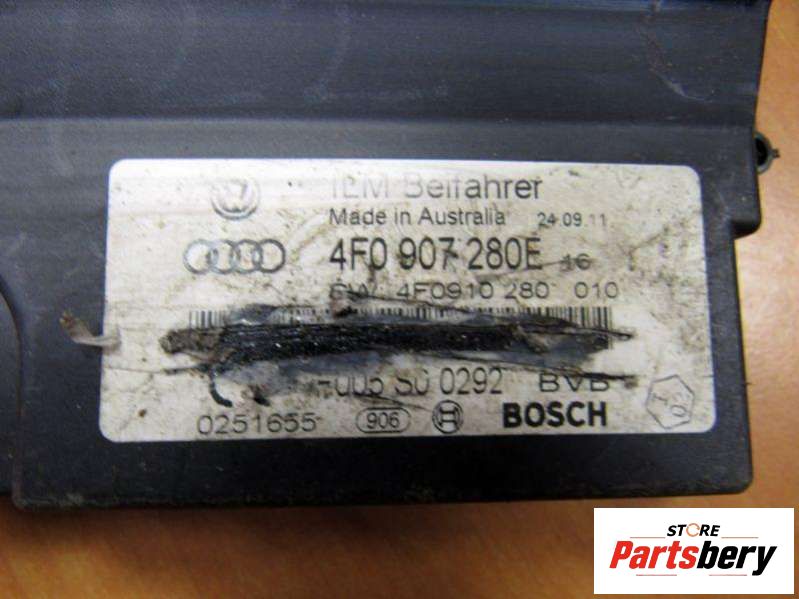 ILM Beifahrer
Made in Australia 24.09.11
4F0 907 280E 16
SW 4F0910 280 010
S0 0292 BVB
0251655 906 BOSCH
STORE
Partsbery